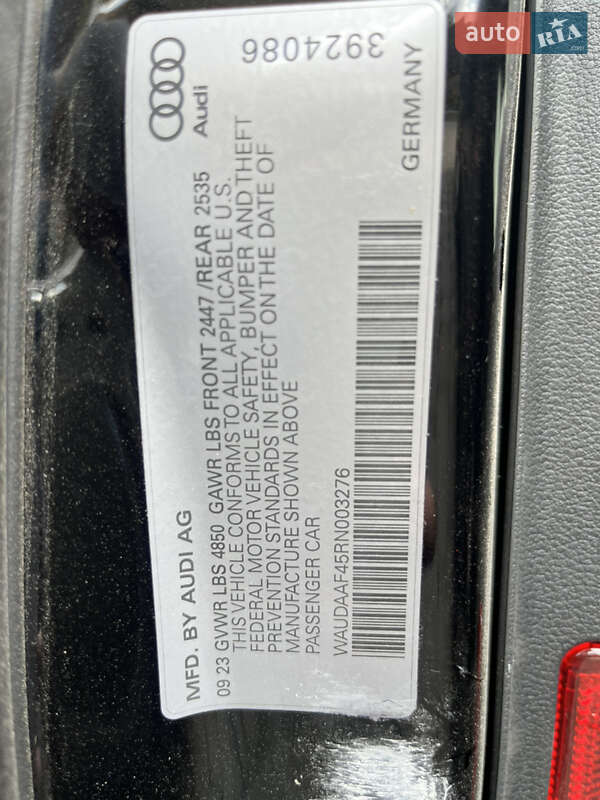 MFD. BY AUDI AG
Audi
09 23 GVWR LBS 4850 GAWR LBS FRONT 2447 /REAR 2535
THIS VEHICLE CONFORMS TO ALL APPLICABLE U.S.
FEDERAL MOTOR VEHICLE SAFETY, BUMPER AND THEFT
PREVENTION STANDARDS IN EFFECT ON THE DATE OF
MANUFACTURE SHOWN ABOVE
PASSENGER CAR
WAUDAAF45RN003276
GERMANY
3924086
auto RIA
.com